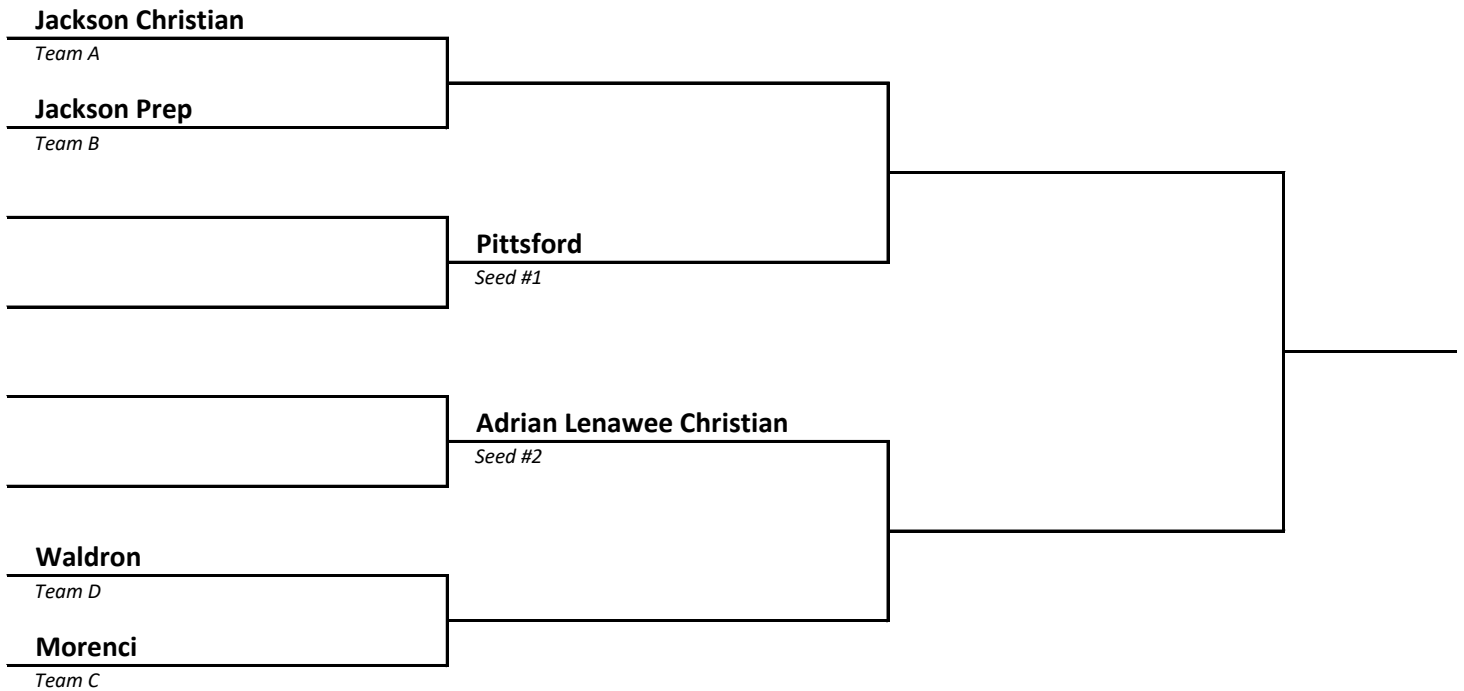 Jackson Christian
Team A
Jackson Prep
Team B
Pittsford
Seed #1
Adrian Lenawee Christian
Seed #2
Waldron
Team D
Morenci
Team C